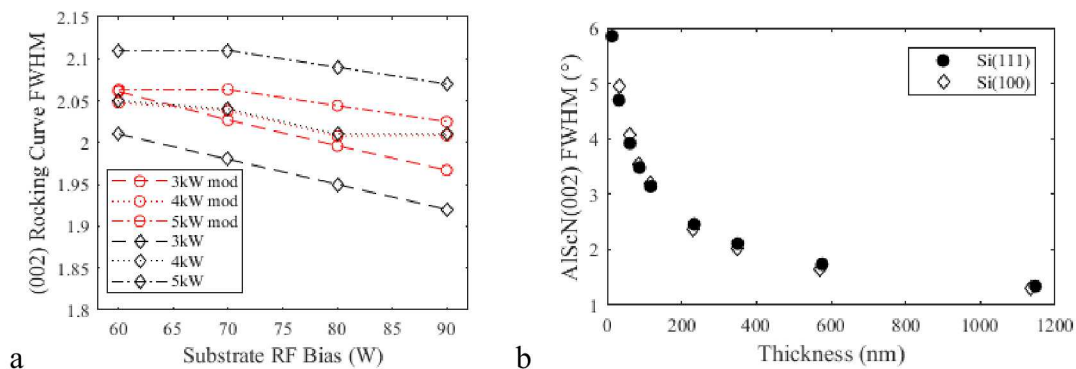 2.15
2.1
2.05
2
1.95
1.9
1.85
1.8
(002) Rocking Curve FWHM
3kW mod
4kW mod
5kW mod
3kW
4kW
5kW
60 65 70 75 80 85 90
Substrate RF Bias (W)
a
6
5
4
3
2
1
AlScN(002) FWHM (°)
Si(111)
Si(100)
0 200 400 600 800 1000 1200
Thickness (nm)
b